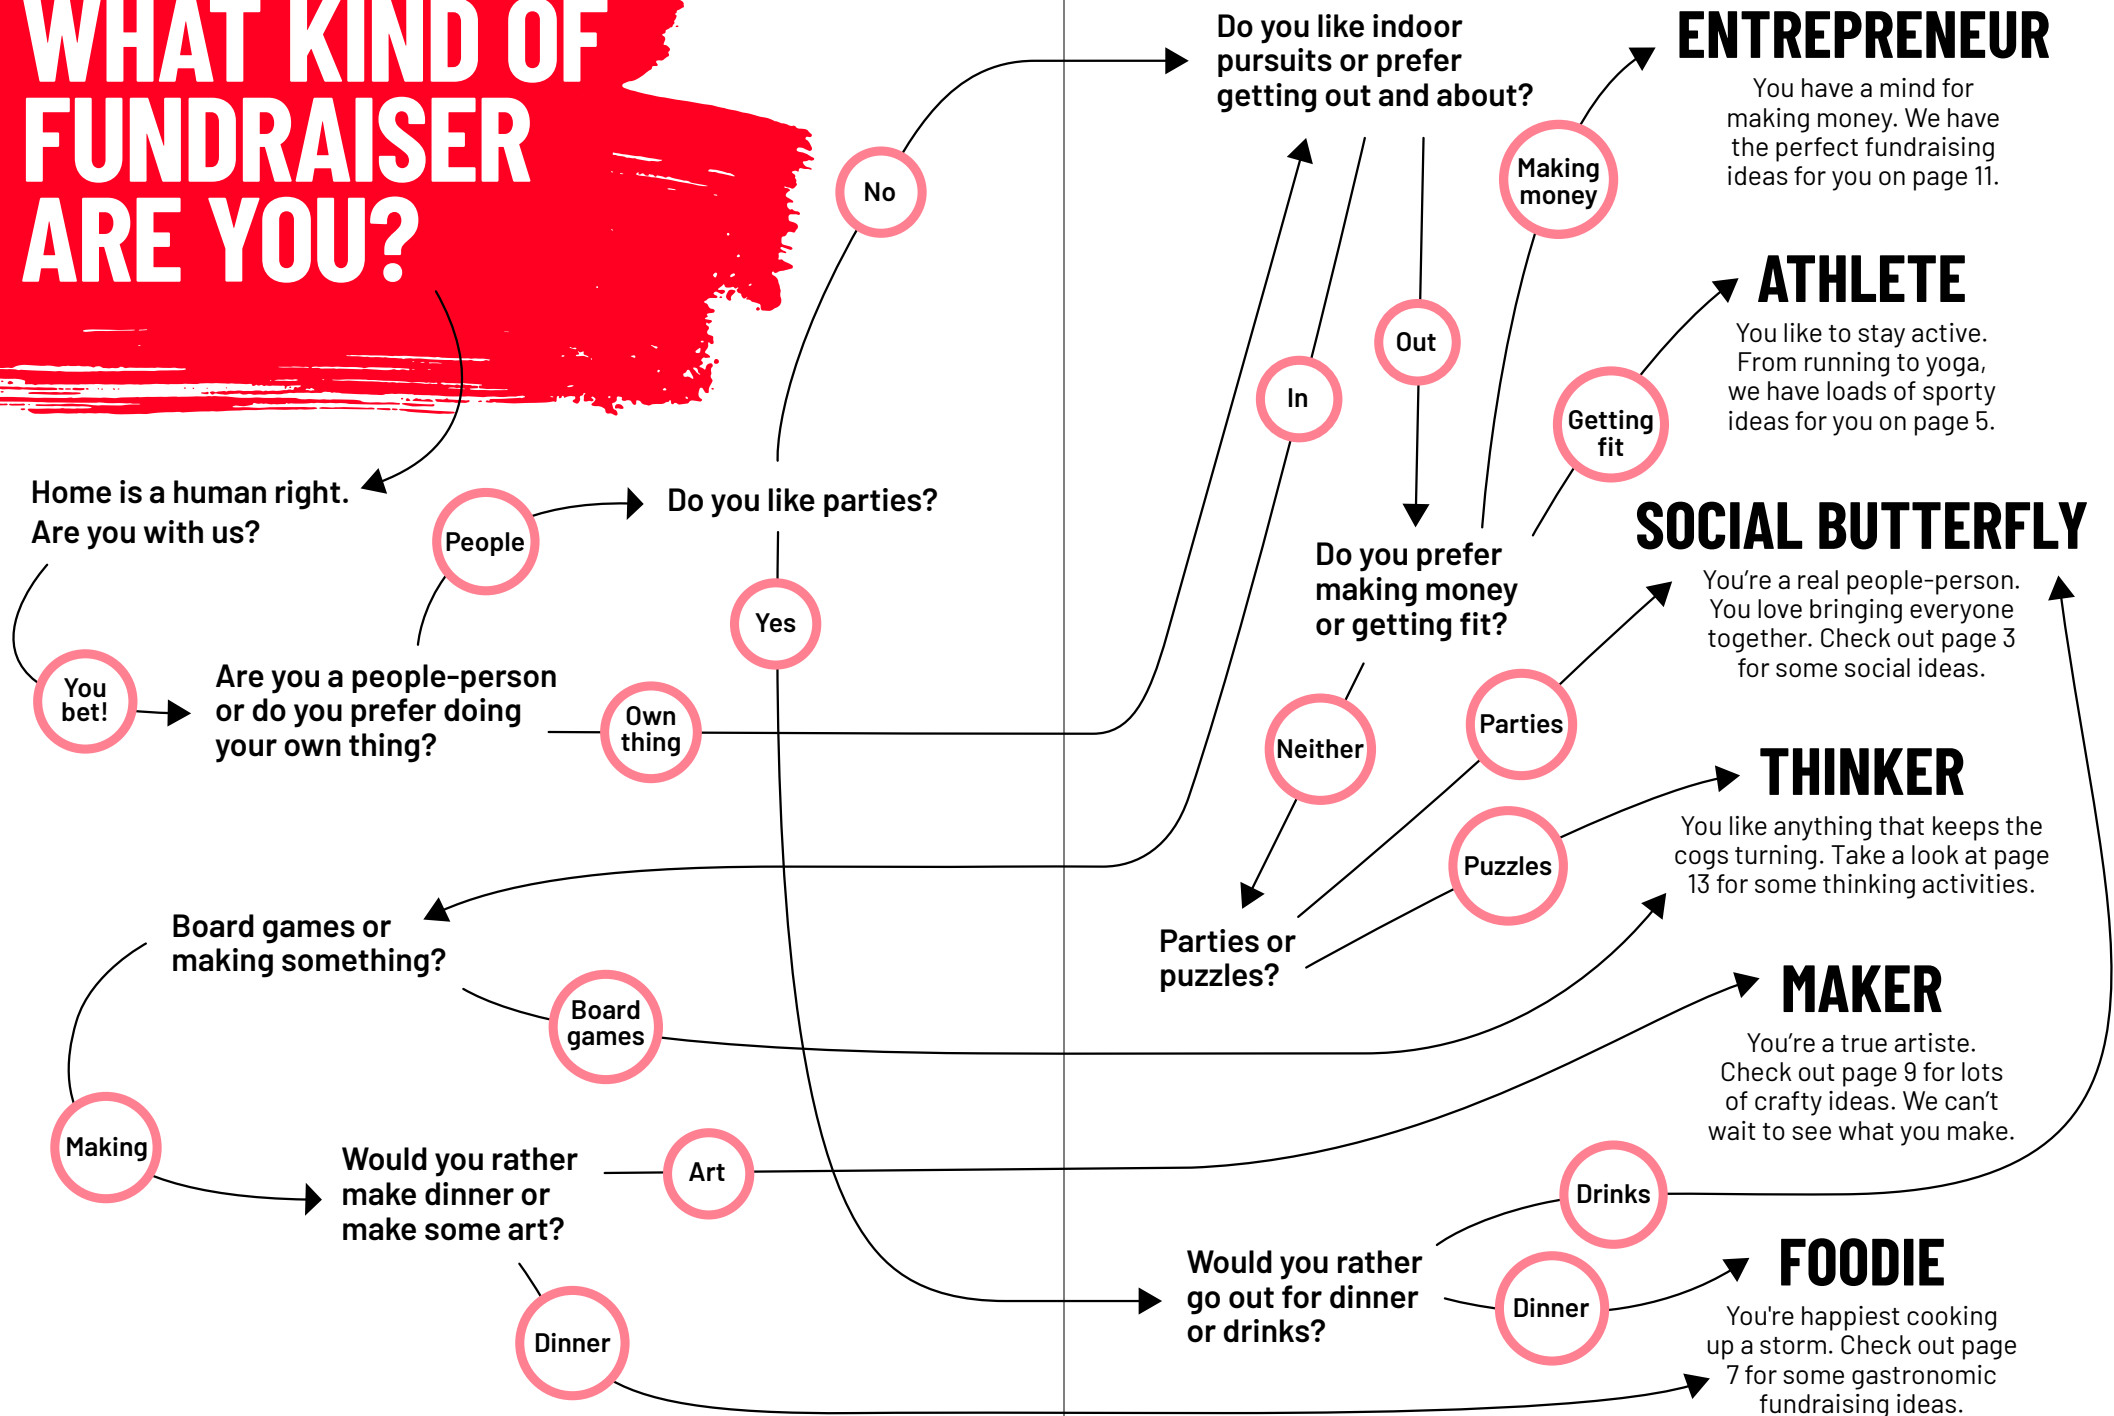 WHAT KIND OF
FUNDRAISER
ARE YOU?
Home is a human right.
Are you with us?
You
bet!
Are you a people-person
or do you prefer doing
your own thing?
People
Own
thing
Do you like parties?
No
Yes
Board games or
making something?
Board
games
Making
Would you rather
make dinner or
make some art?
Art
Dinner
Do you like indoor
pursuits or prefer
getting out and about?
In
Out
Do you prefer
making money
or getting fit?
Making
money
Getting
fit
Neither
Parties or
puzzles?
Parties
Puzzles
Would you rather
go out for dinner
or drinks?
Drinks
Dinner
ENTREPRENEUR
You have a mind for
making money. We have
the perfect fundraising
ideas for you on page 11.
ATHLETE
You like to stay active.
From running to yoga,
we have loads of sporty
ideas for you on page 5.
SOCIAL BUTTERFLY
You’re a real people-person.
You love bringing everyone
together. Check out page 3
for some social ideas.
THINKER
You like anything that keeps the
cogs turning. Take a look at page
13 for some thinking activities.
MAKER
You’re a true artiste.
Check out page 9 for lots
of crafty ideas. We can’t
wait to see what you make.
FOODIE
You're happiest cooking
up a storm. Check out page
7 for some gastronomic
fundraising ideas.